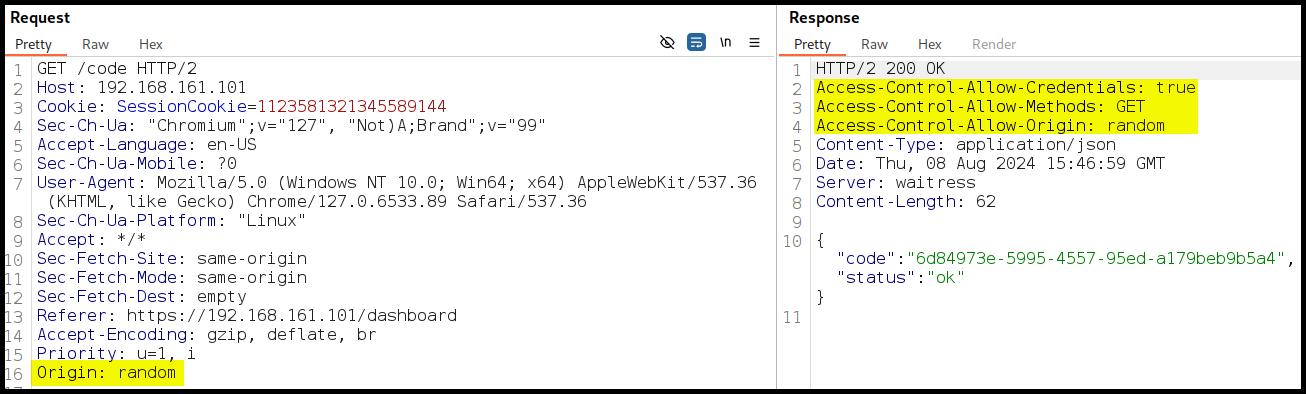 Request
Pretty Raw Hex
\n
1 GET /code HTTP/2
2 Host: 192.168.161.101
3 Cookie: SessionCookie=1123581321345589144
4 Sec-Ch-Ua: "Chromium";v="127", "Not)A;Brand";v="99"
5 Accept-Language: en-US
6 Sec-Ch-Ua-Mobile: ?0
7 User-Agent: Mozilla/5.0 (Windows NT 10.0; Win64; x64) AppleWebKit/537.36
(KHTML, like Gecko) Chrome/127.0.6533.89 Safari/537.36
8 Sec-Ch-Ua-Platform: "Linux"
9 Accept: */*
10 Sec-Fetch-Site: same-origin
11 Sec-Fetch-Mode: same-origin
12 Sec-Fetch-Dest: empty
13 Referer: https://192.168.161.101/dashboard
14 Accept-Encoding: gzip, deflate, br
15 Priority: u=1, i
16 Origin: random
Response
Pretty Raw Hex Render
1 HTTP/2 200 OK
2 Access-Control-Allow-Credentials: true
3 Access-Control-Allow-Methods: GET
4 Access-Control-Allow-Origin: random
5 Content-Type: application/json
6 Date: Thu, 08 Aug 2024 15:46:59 GMT
7 Server: waitress
8 Content-Length: 62
9
10 {
"code":"6d84973e-5995-4557-95ed-a179beb9b5a4",
"status":"ok"
}
11